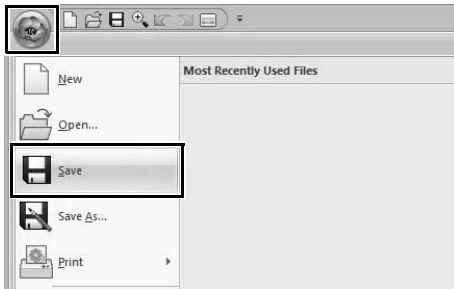 Most Recently Used Files
New
Open...
Save
Save As...
Print